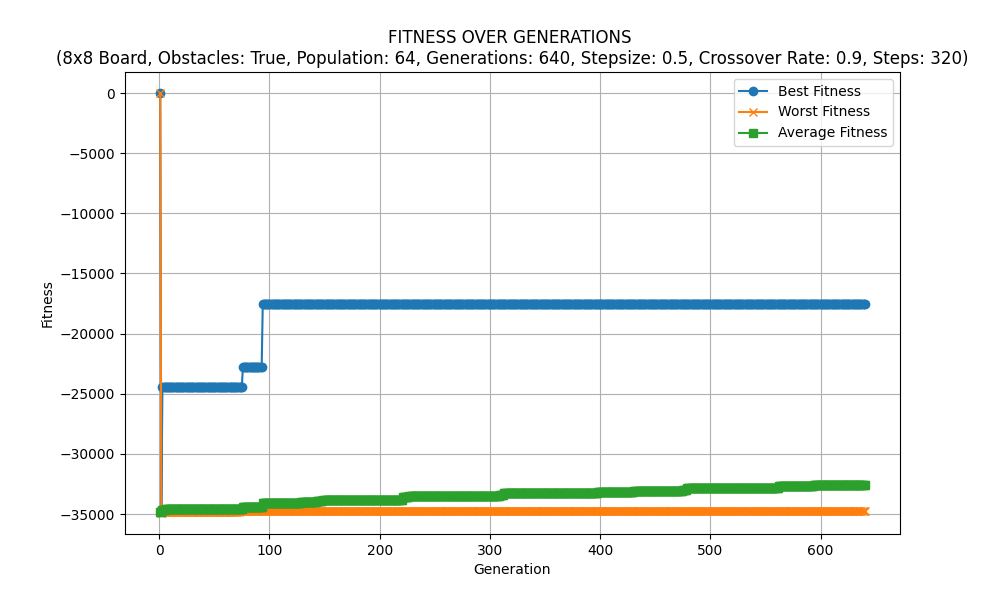 FITNESS OVER GENERATIONS
(8x8 Board, Obstacles: True, Population: 64, Generations: 640, Stepsize: 0.5, Crossover Rate: 0.9, Steps: 320)
Best Fitness
Worst Fitness
Average Fitness
Fitness
0
−5000
−10000
−15000
−20000
−25000
−30000
−35000
0 100 200 300 400 500 600
Generation